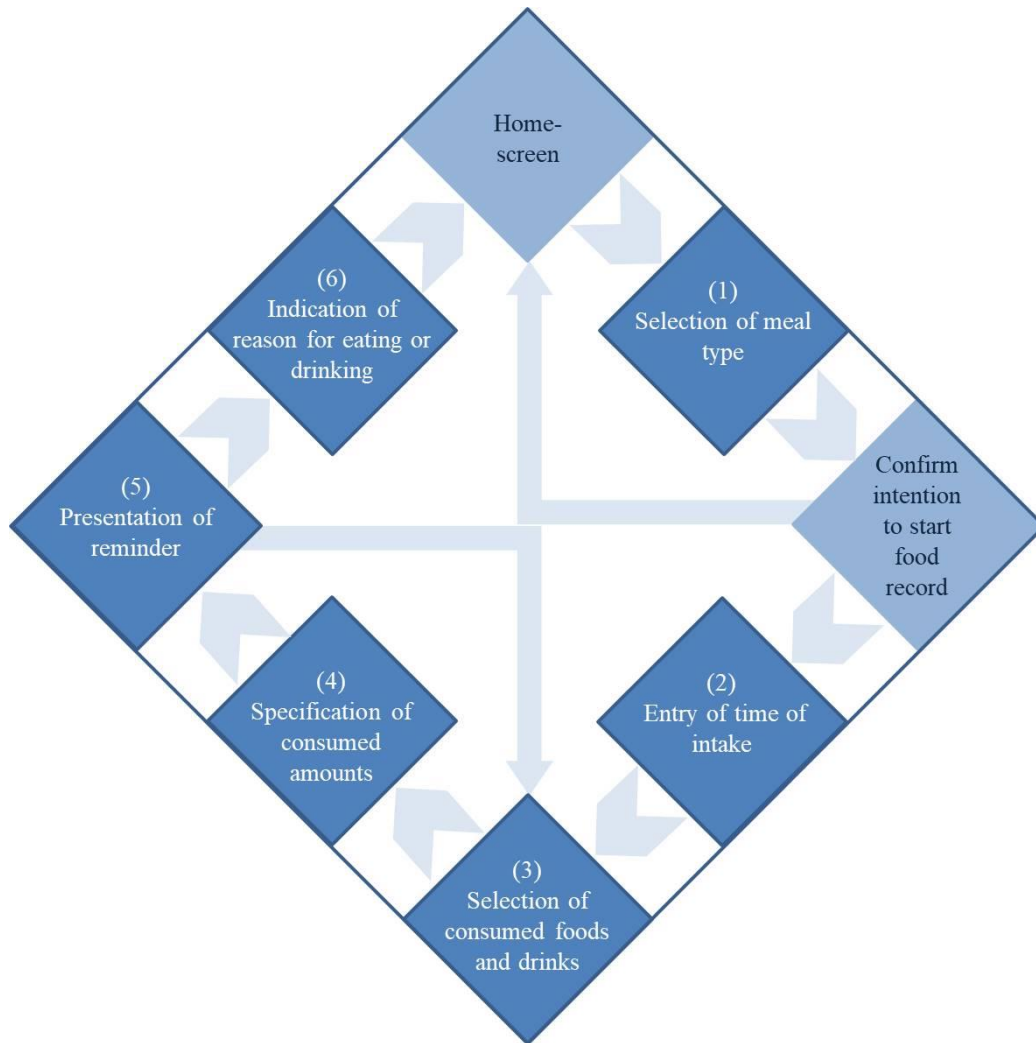 Home-
screen
(1)
Selection of meal
type
Confirm
intention
to start
food
record
(2)
Entry of time of
intake
(3)
Selection of
consumed foods
and drinks
(4)
Specification of
consumed
amounts
(5)
Presentation of
reminder
(6)
Indication of
reason for eating or
drinking